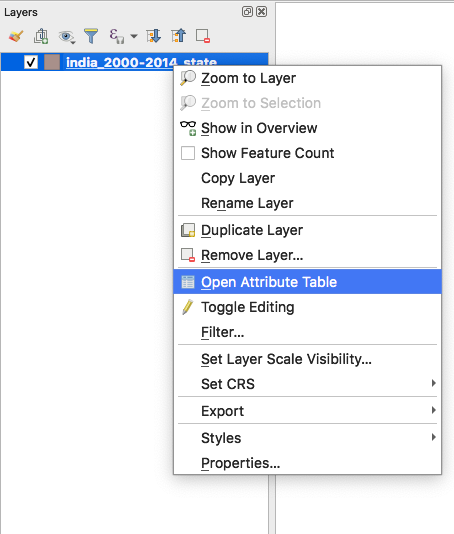 Layers
india_2000-2014_state
Zoom to Layer
Zoom to Selection
Show in Overview
Show Feature Count
Copy Layer
Rename Layer
Duplicate Layer
Remove Layer...
Open Attribute Table
Toggle Editing
Filter...
Set Layer Scale Visibility...
Set CRS
Export
Styles
Properties...